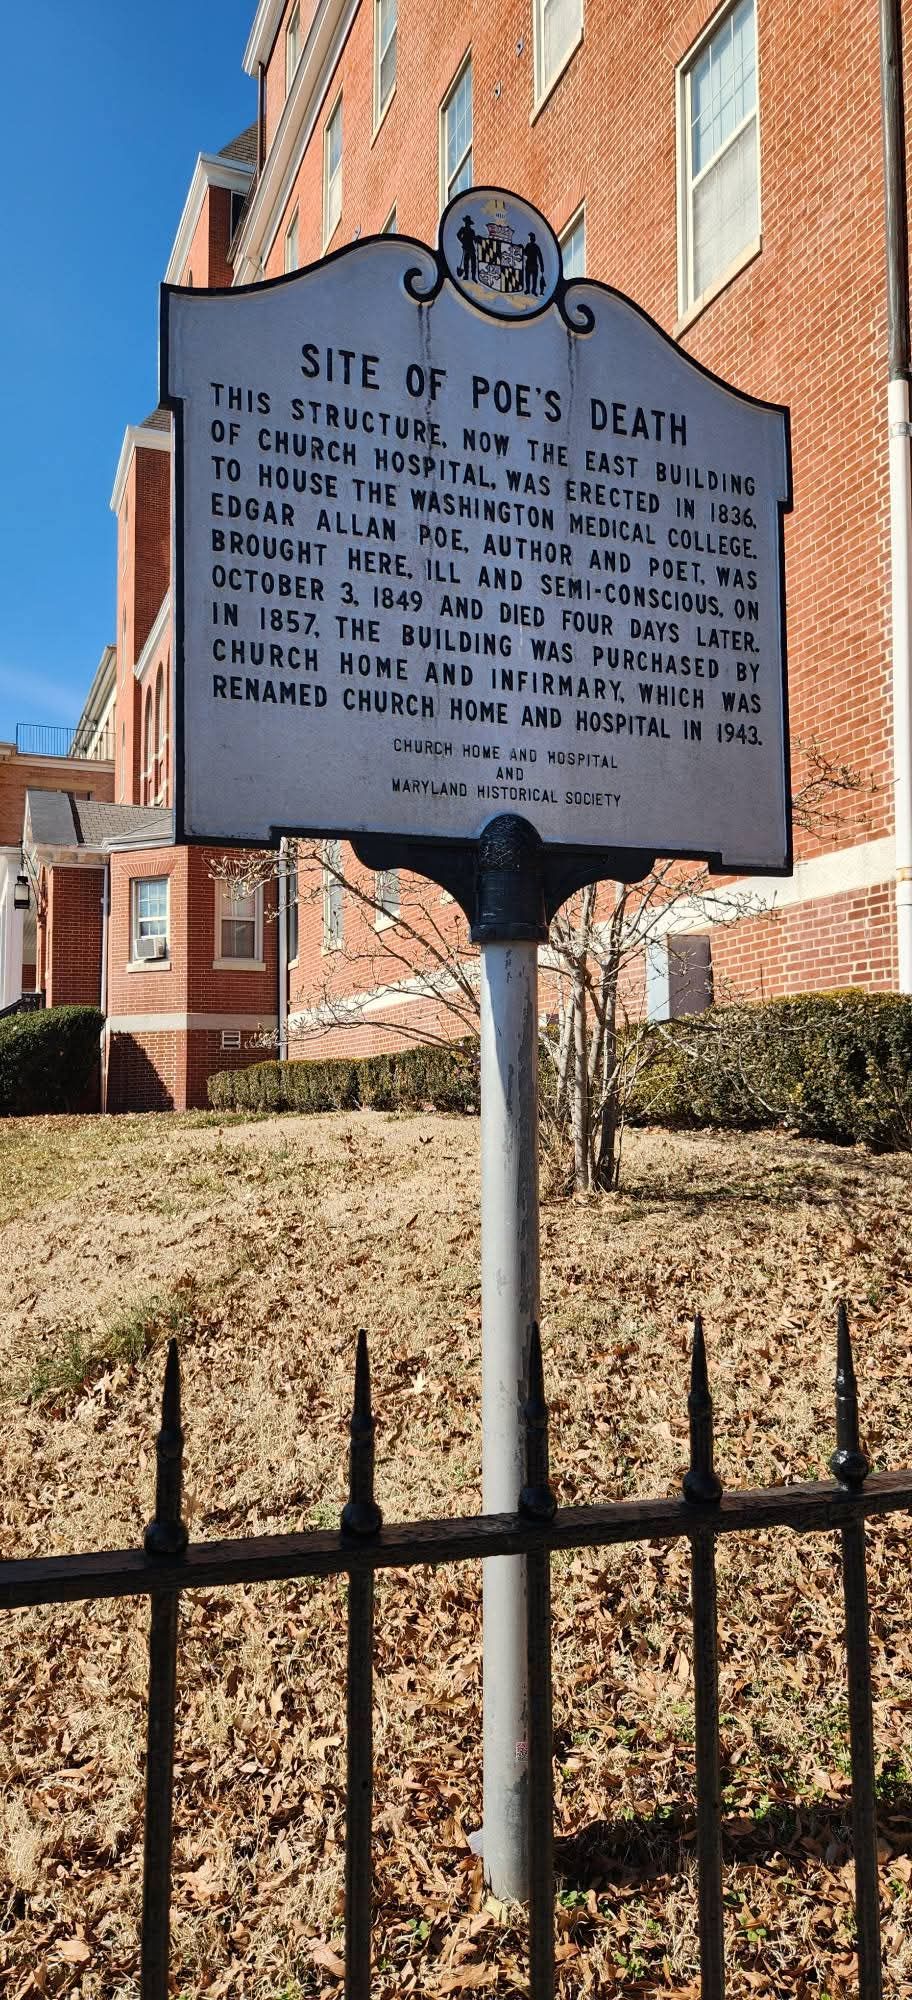 SITE OF POE'S DEATH
THIS STRUCTURE, NOW THE EAST BUILDING
OF CHURCH HOSPITAL, WAS ERECTED IN 1836,
TO HOUSE THE WASHINGTON MEDICAL COLLEGE.
EDGAR ALLAN POE, AUTHOR AND POET, WAS
BROUGHT HERE, ILL AND SEMI-CONSCIOUS, ON
OCTOBER 3, 1849 AND DIED FOUR DAYS LATER.
IN 1857, THE BUILDING WAS PURCHASED BY
CHURCH HOME AND INFIRMARY, WHICH WAS
RENAMED CHURCH HOME AND HOSPITAL IN 1943.
CHURCH HOME AND HOSPITAL
AND
MARYLAND HISTORICAL SOCIETY